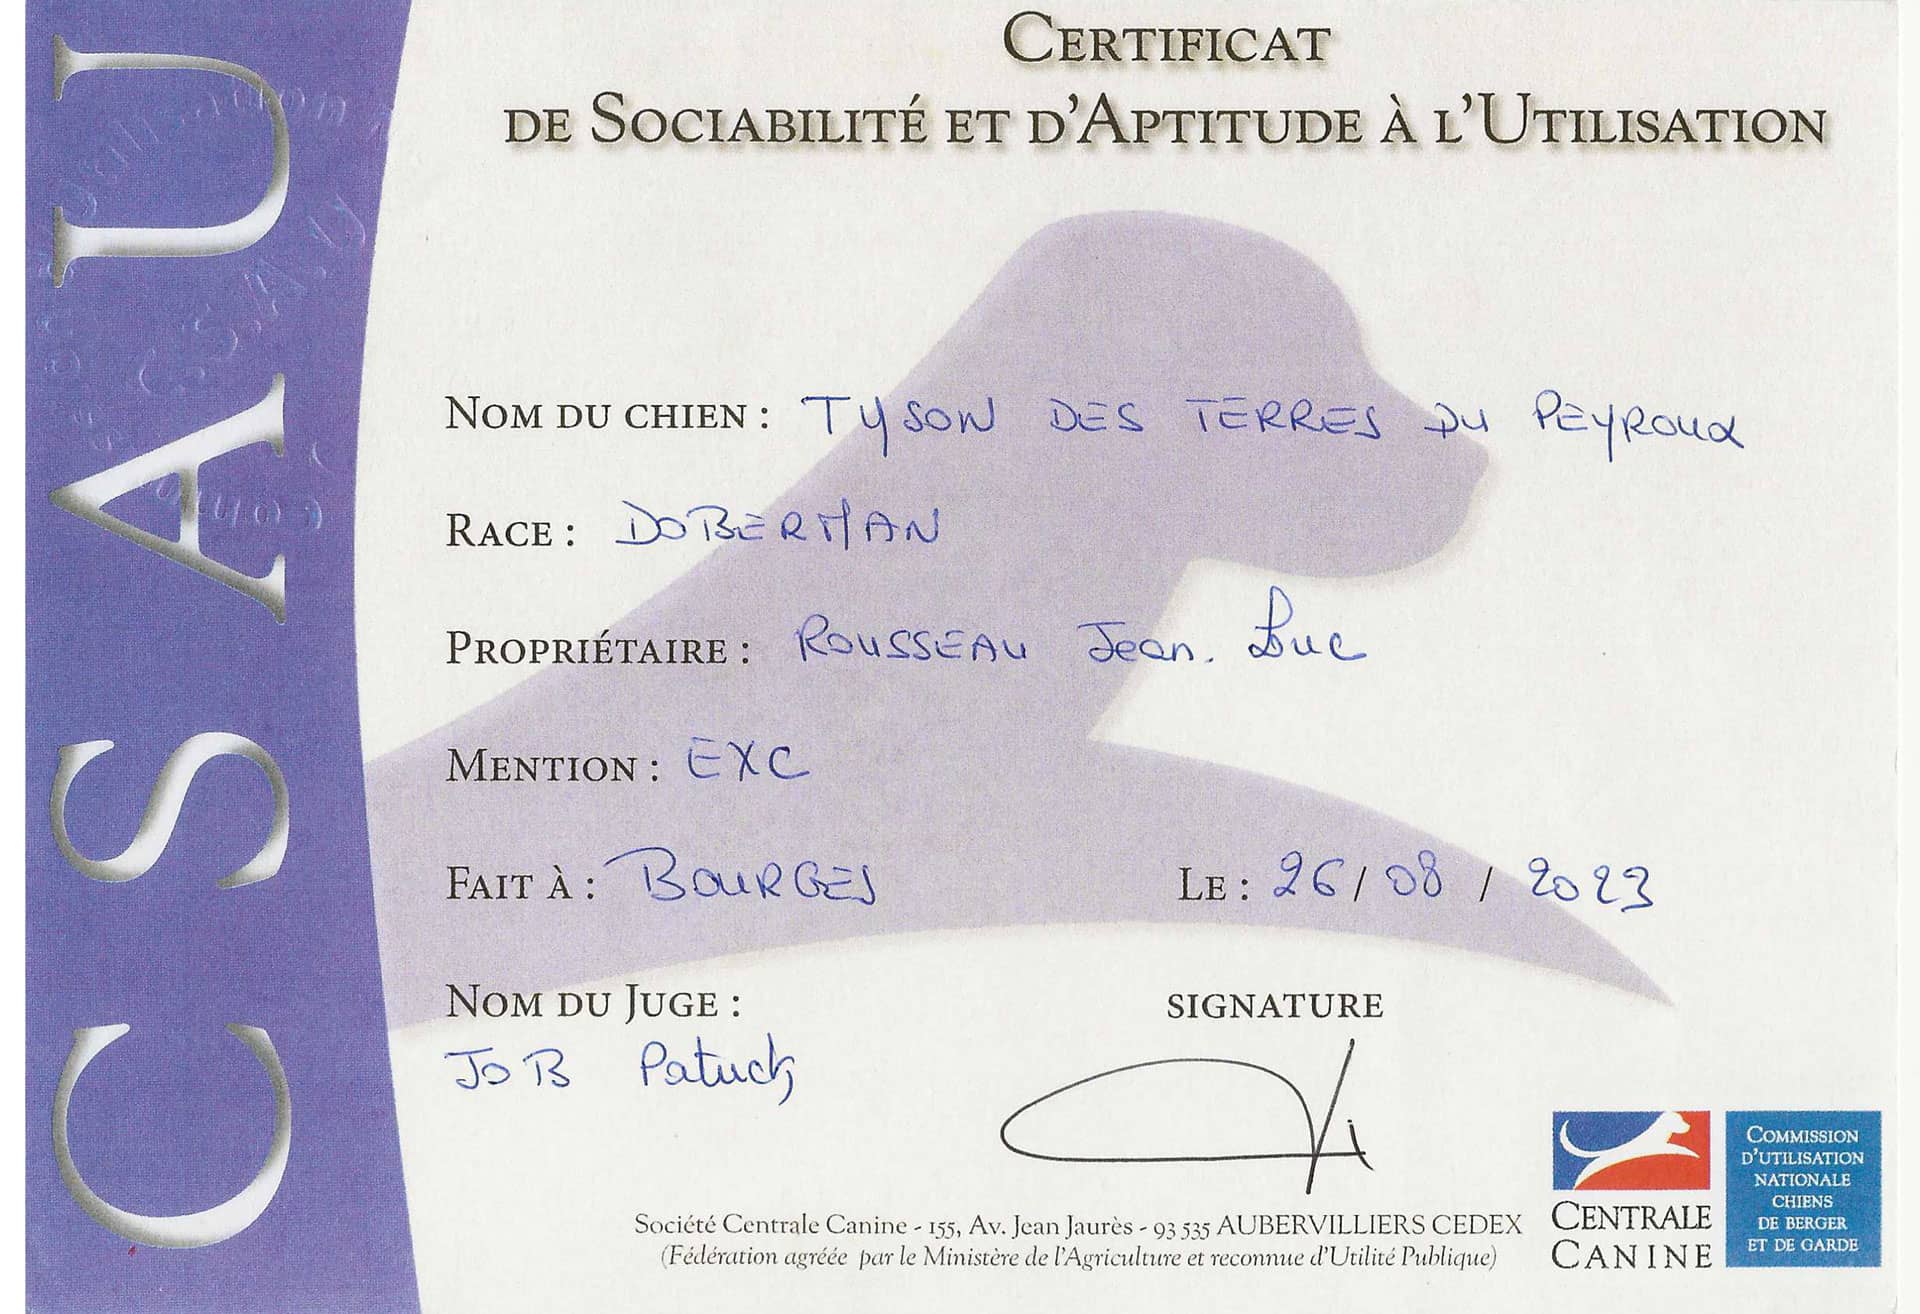 CSAU
CERTIFICAT
DE SOCIABILITÉ ET D'APTITUDE À L'UTILISATION
NOM DU CHIEN : TYSON DES TERRES DU PEYROUX
RACE : DOBERMAN
PROPRIÉTAIRE : ROUSSEAU Jean. Luc
MENTION : EXC
FAIT À : BOURGES LE : 26/08/2023
NOM DU JUGE : SIGNATURE
JOB Patrick
Société Centrale Canine - 155, Av. Jean Jaurès - 93 535 AUBERVILLIERS CEDEX
(Fédération agréée par le Ministère de l'Agriculture et reconnue d'Utilité Publique)
CENTRALE
CANINE
COMMISSION
D'UTILISATION
NATIONALE
CHIENS
DE BERGER
ET DE GARDE